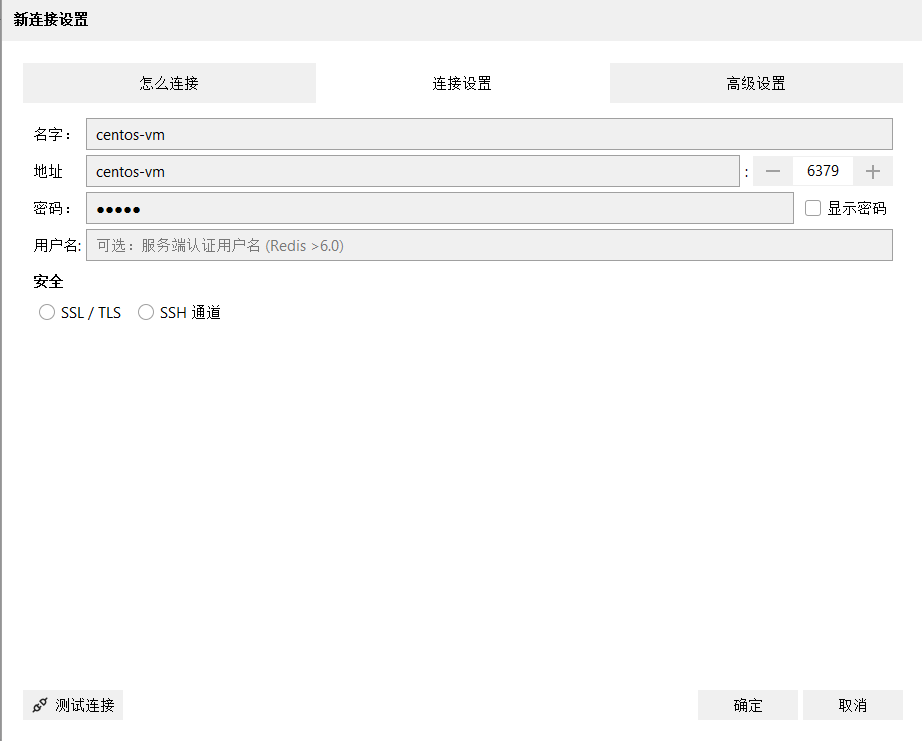 新连接设置
怎么连接 连接设置 高级设置
名字： centos-vm
地址 centos-vm : 6379
密码： ●●●●● 显示密码
用户名: 可选：服务端认证用户名 (Redis >6.0)
安全
SSL / TLS SSH 通道
测试连接 确定 取消